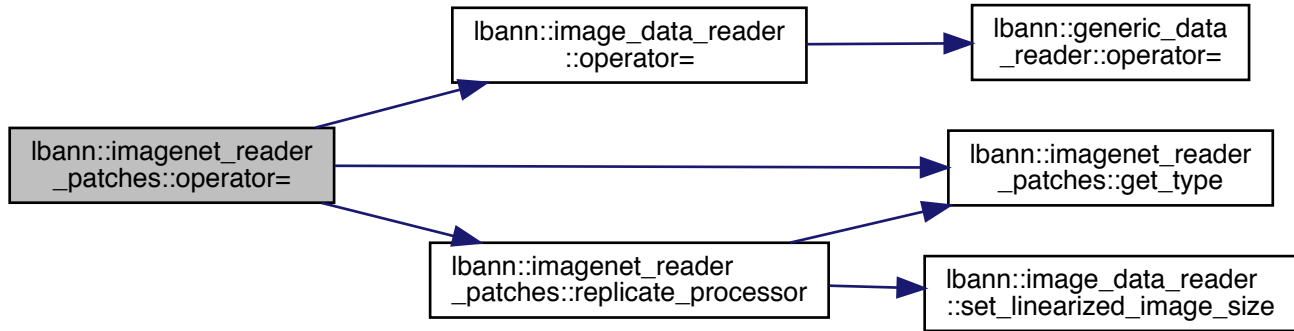 lbann::image_data_reader
::operator=
lbann::generic_data
_reader::operator=
lbann::imagenet_reader
_patches::operator=
lbann::imagenet_reader
_patches::get_type
lbann::imagenet_reader
_patches::replicate_processor
lbann::image_data_reader
::set_linearized_image_size